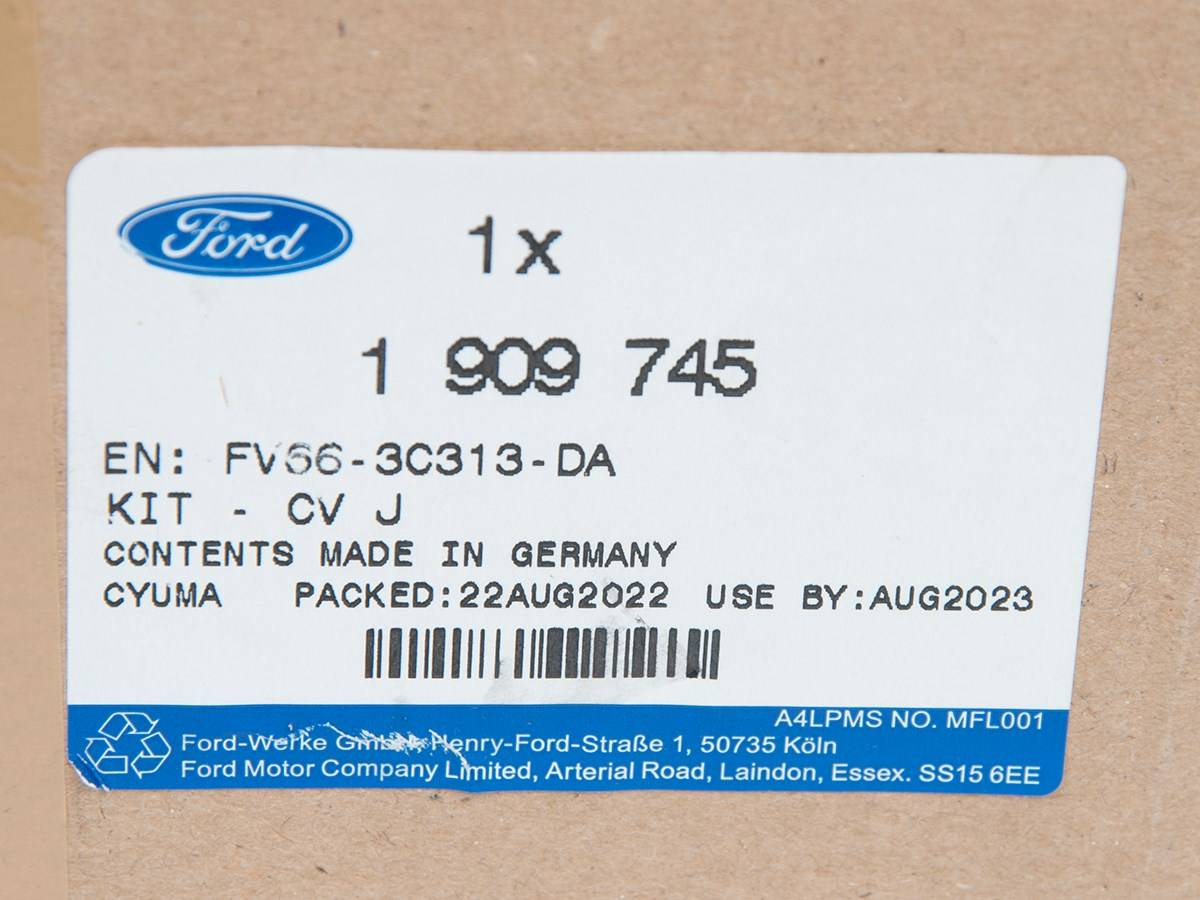 Ford
1x
1 909 745
EN: FV66-3C313-DA
KIT - CV J
CONTENTS MADE IN GERMANY
CYUMA PACKED:22AUG2022 USE BY:AUG2023
A4LPMS NO. MFL001
Ford-Werke GmbH, Henry-Ford-Straße 1, 50735 Köln
Ford Motor Company Limited, Arterial Road, Laindon, Essex. SS15 6EE